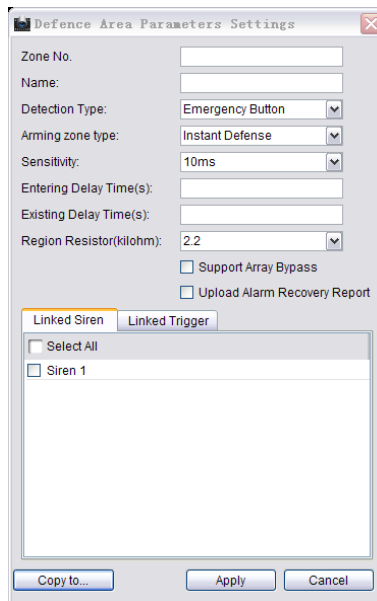 Defence Area Parameters Settings
Zone No.
Name:
Detection Type: Emergency Button
Arming zone type: Instant Defense
Sensitivity: 10ms
Entering Delay Time(s):
Existing Delay Time(s):
Region Resistor(kilohm): 2.2
Support Array Bypass
Upload Alarm Recovery Report
Linked Siren Linked Trigger
Select All
Siren 1
Copy to... Apply Cancel